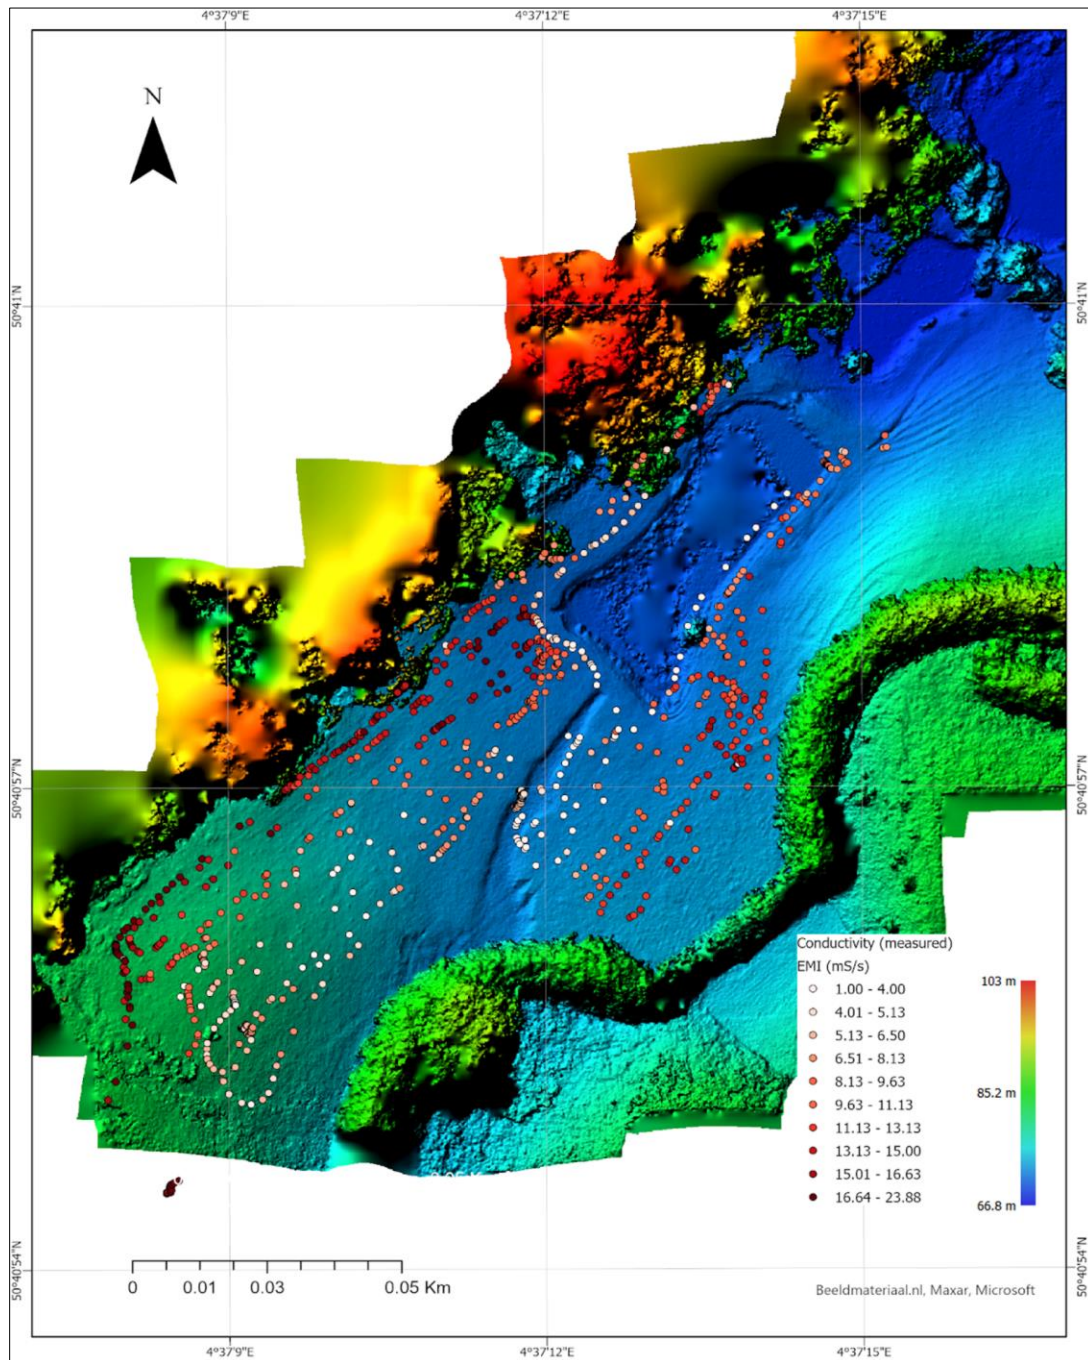 4°37'9"E
4°37'12"E
4°37'15"E
N
50°41'N
50°41'N
50°40'57"N
50°40'57"N
Conductivity (measured)
EMI (mS/s)
1.00 - 4.00
4.01 - 5.13
5.13 - 6.50
6.51 - 8.13
8.13 - 9.63
9.63 - 11.13
11.13 - 13.13
13.13 - 15.00
15.01 - 16.63
16.64 - 23.88
103 m
85.2 m
66.8 m
50°40'54"N
50°40'54"N
0 0.01 0.03 0.05 Km
Beeldmateriaal.nl, Maxar, Microsoft
4°37'9"E
4°37'12"E
4°37'15"E